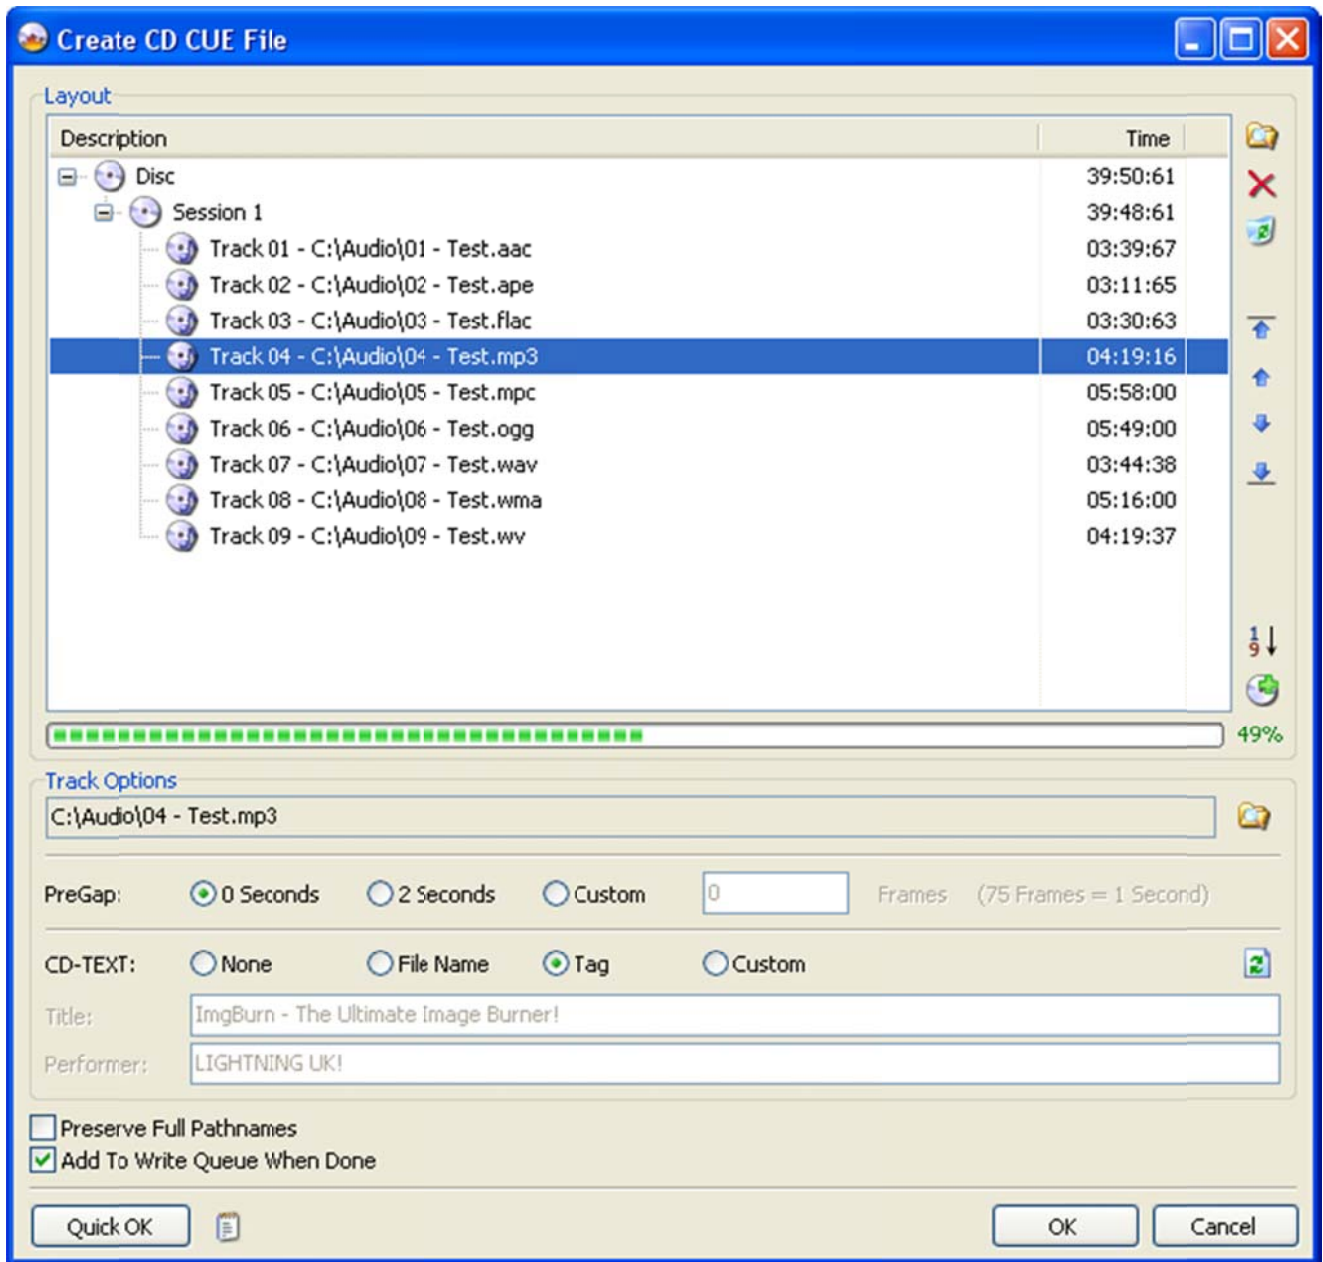 Create CD CUE File
Layout
Description Time
Disc 39:50:61
Session 1 39:48:61
Track 01 - C:\Audio\01 - Test.aac 03:39:67
Track 02 - C:\Audio\02 - Test.ape 03:11:65
Track 03 - C:\Audio\03 - Test.flac 03:30:63
Track 04 - C:\Audio\04 - Test.mp3 04:19:16
Track 05 - C:\Audio\05 - Test.mpc 05:58:00
Track 06 - C:\Audio\06 - Test.ogg 05:49:00
Track 07 - C:\Audio\07 - Test.wav 03:44:38
Track 08 - C:\Audio\08 - Test.wma 05:16:00
Track 09 - C:\Audio\09 - Test.wv 04:19:37
1
9
49%
Track Options
C:\Audio\04 - Test.mp3
PreGap: 0 Seconds 2 Seconds Custom 0 Frames (75 Frames = 1 Second)
CD-TEXT: None File Name Tag Custom
Title: ImgBurn - The Ultimate Image Burner!
Performer: LIGHTNING UK!
Preserve Full Pathnames
Add To Write Queue When Done
Quick OK OK Cancel